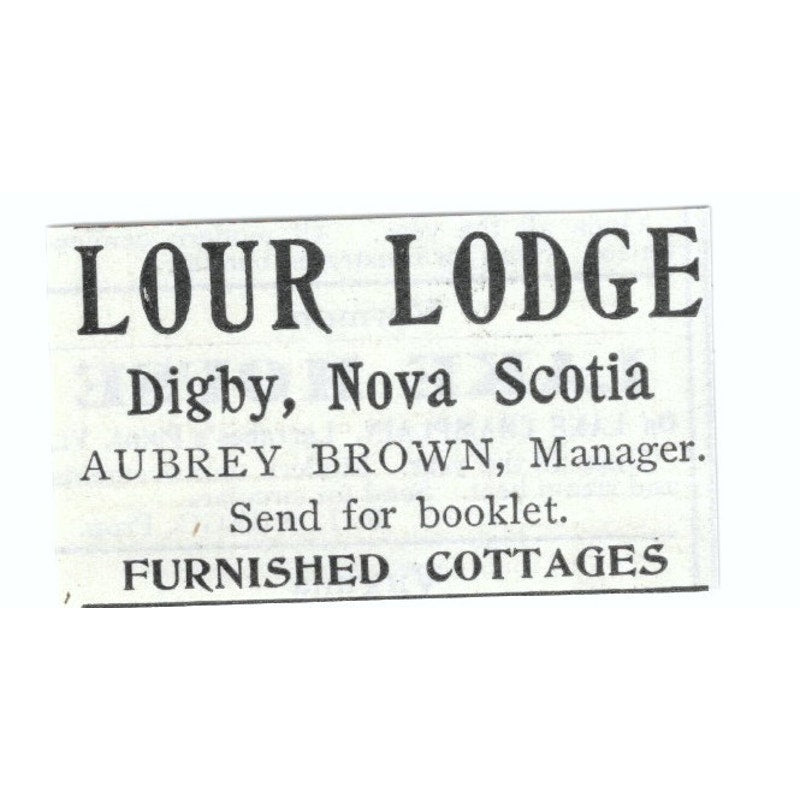 LOUR LODGE
Digby, Nova Scotia
AUBREY BROWN, Manager.
Send for booklet.
FURNISHED COTTAGES